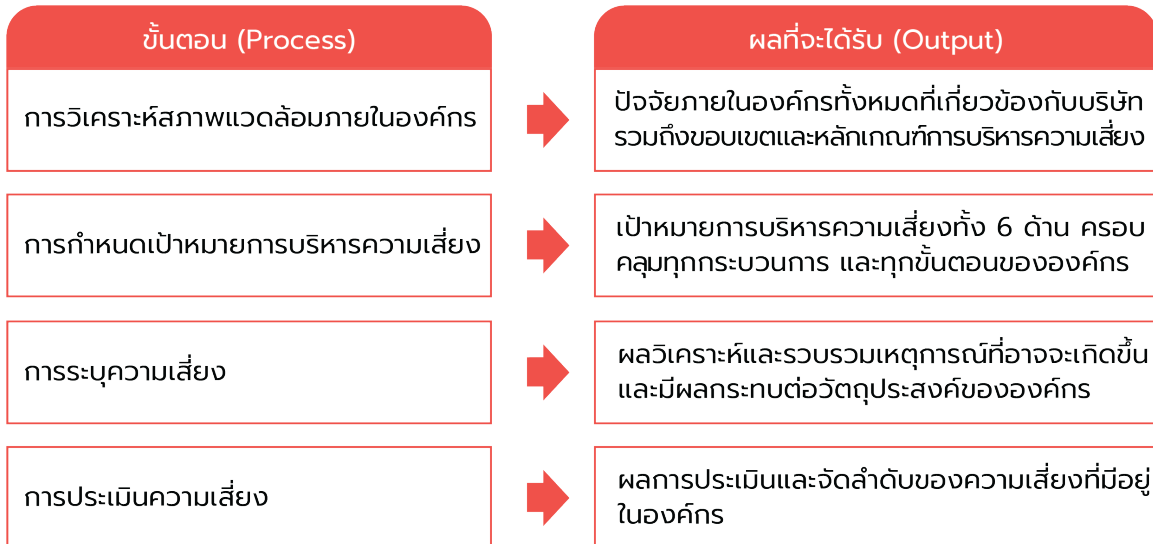 ขั้นตอน (Process)
ผลที่จะได้รับ (Output)
การวิเคราะห์สภาพแวดล้อมภายในองค์กร
ปัจจัยภายในองค์กรทั้งหมดที่เกี่ยวข้องกับบริษัท
รวมถึงขอบเขตและหลักเกณฑ์การบริหารความเสี่ยง
การกำหนดเป้าหมายการบริหารความเสี่ยง
เป้าหมายการบริหารความเสี่ยงทั้ง 6 ด้าน ครอบ
คลุมทุกกระบวนการ และทุกขั้นตอนขององค์กร
การระบุความเสี่ยง
ผลวิเคราะห์และรวบรวมเหตุการณ์ที่อาจจะเกิดขึ้น
และมีผลกระทบต่อวัตถุประสงค์ขององค์กร
การประเมินความเสี่ยง
ผลการประเมินและจัดลำดับของความเสี่ยงที่มีอยู่
ในองค์กร